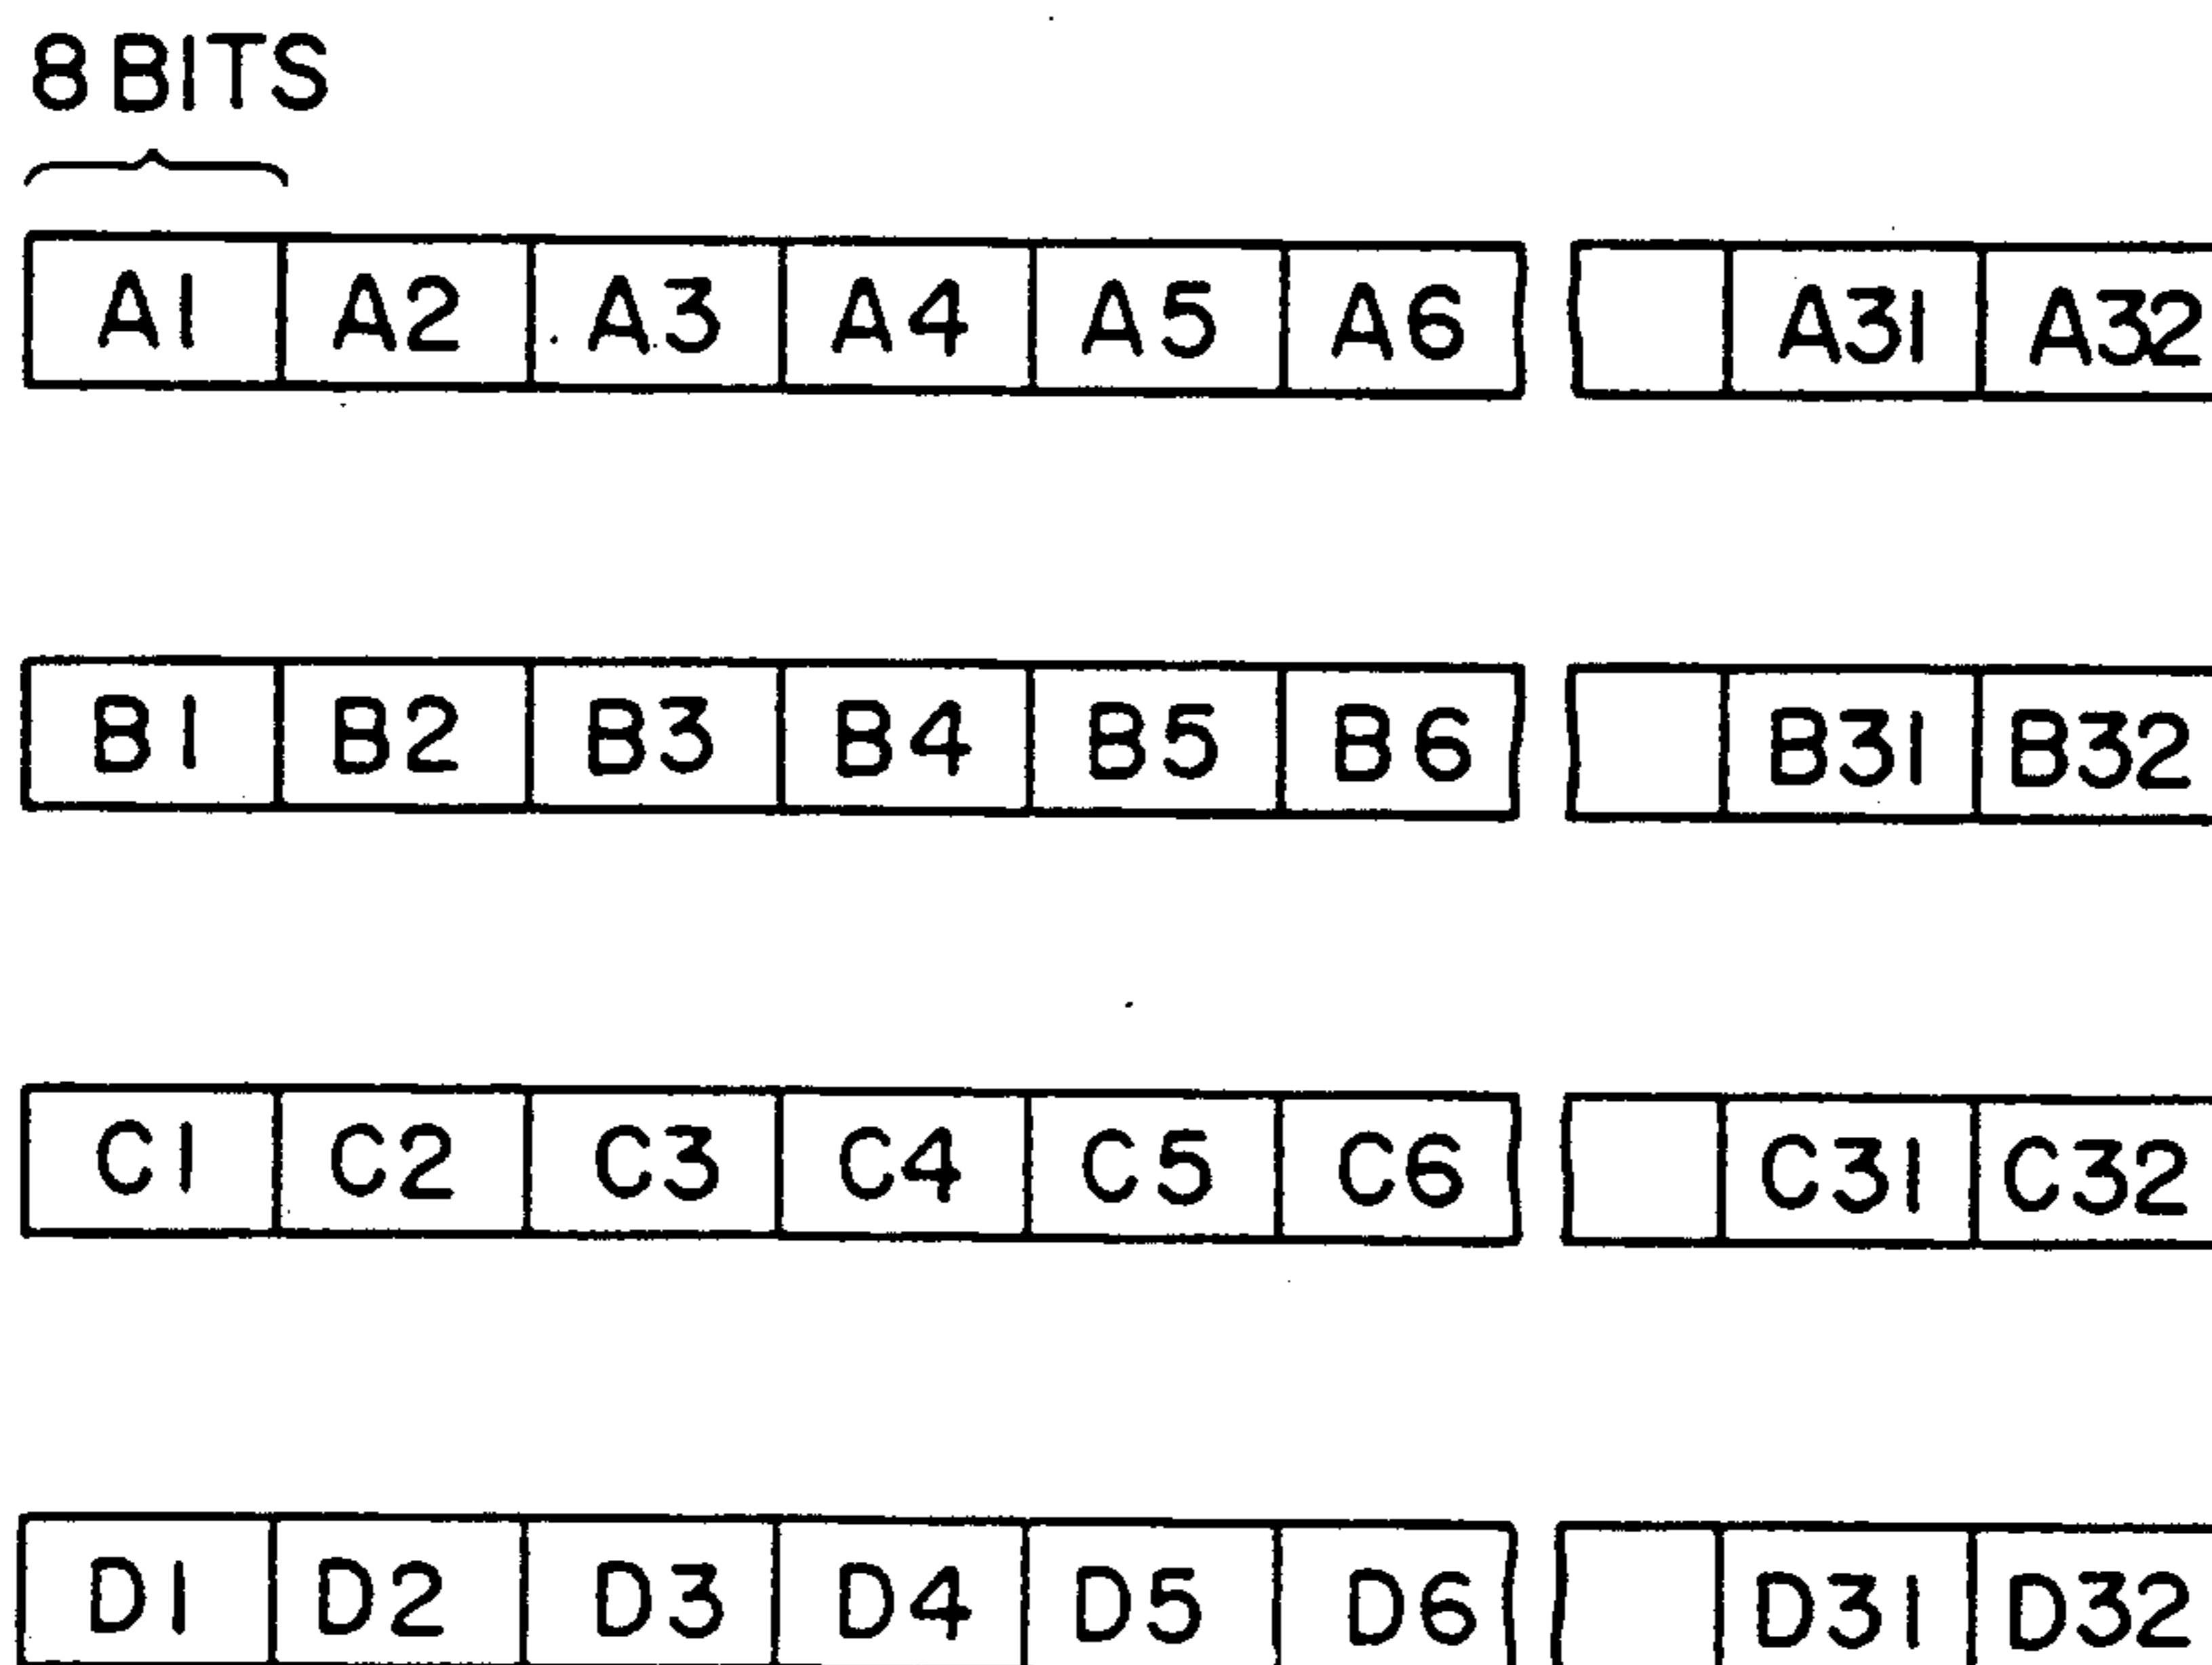 8 BITS
A1 A2 A3 A4 A5 A6 A31 A32
B1 B2 B3 B4 B5 B6 B31 B32
C1 C2 C3 C4 C5 C6 C31 C32
D1 D2 D3 D4 D5 D6 D31 D32